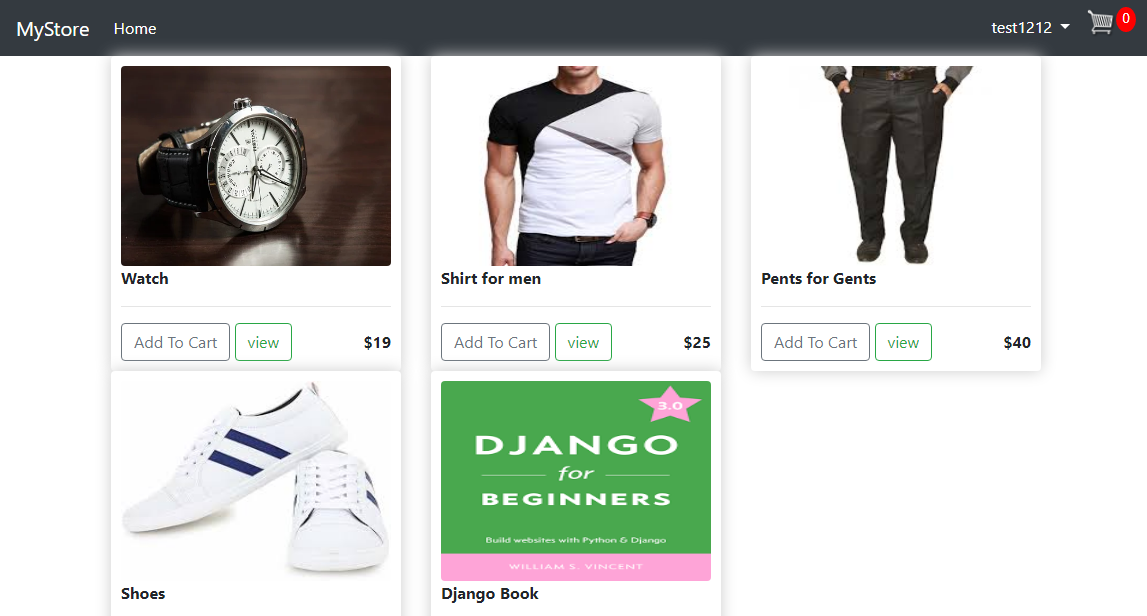 MyStore Home test1212 0
Watch
Add To Cart view $19
Shirt for men
Add To Cart view $25
Pents for Gents
Add To Cart view $40
Shoes
3.0
DJANGO
for
BEGINNERS
Build websites with Python & Django
WILLIAM S. VINCENT
Django Book